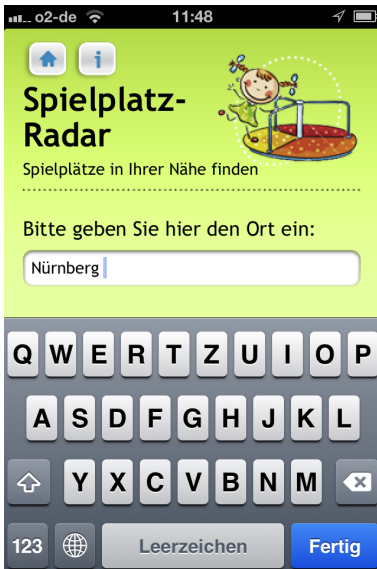 o2-de 11:48
i
Spielplatz-
Radar
Spielplätze in Ihrer Nähe finden
Bitte geben Sie hier den Ort ein:
Nürnberg
Q W E R T Z U I O P
A S D F G H J K L
Y X C V B N M
123 Leerzeichen Fertig